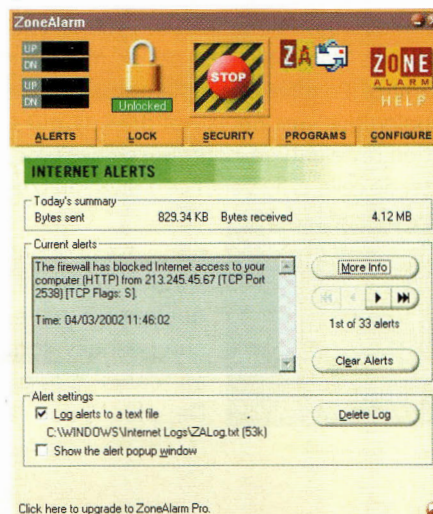 ZoneAlarm
UP
DN
UP
DN
Unlocked
STOP
ZA
ZONE
ALARM
HELP
ALERTS LOCK SECURITY PROGRAMS CONFIGURE
INTERNET ALERTS
Today's summary
Bytes sent 829.34 KB Bytes received 4.12 MB
Current alerts
The firewall has blocked Internet access to your
computer (HTTP) from 213.245.45.67 (TCP Port
2538) [TCP Flags: S].
Time: 04/03/2002 11:46:02
More Info
1st of 33 alerts
Clear Alerts
Alert settings
Log alerts to a text file
Delete Log
C:\WINDOWS\Internet Logs\ZALog.txt (53k)
Show the alert popup window
Click here to upgrade to ZoneAlarm Pro.